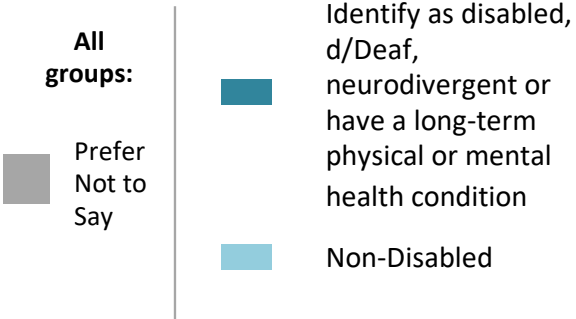 All
groups:
Prefer
Not to
Say
Identify as disabled,
d/Deaf,
neurodivergent or
have a long-term
physical or mental
health condition
Non-Disabled